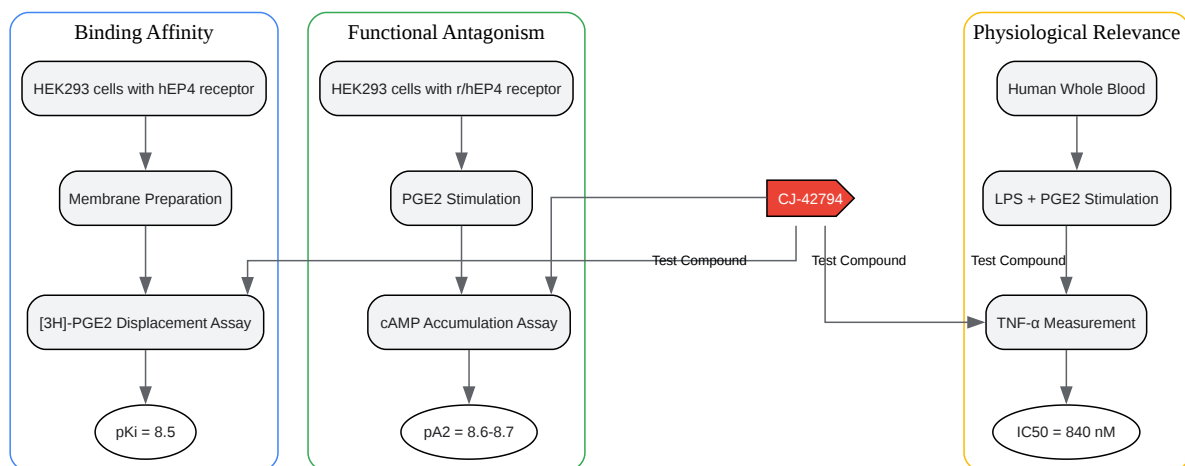 Binding Affinity
Functional Antagonism
Physiological Relevance
HEK293 cells with hEP4 receptor
HEK293 cells with r/hEP4 receptor
Human Whole Blood
Membrane Preparation
PGE2 Stimulation
CJ-42794
LPS + PGE2 Stimulation
Test Compound
Test Compound
Test Compound
[3H]-PGE2 Displacement Assay
cAMP Accumulation Assay
TNF-α Measurement
pKi = 8.5
pA2 = 8.6-8.7
IC50 = 840 nM